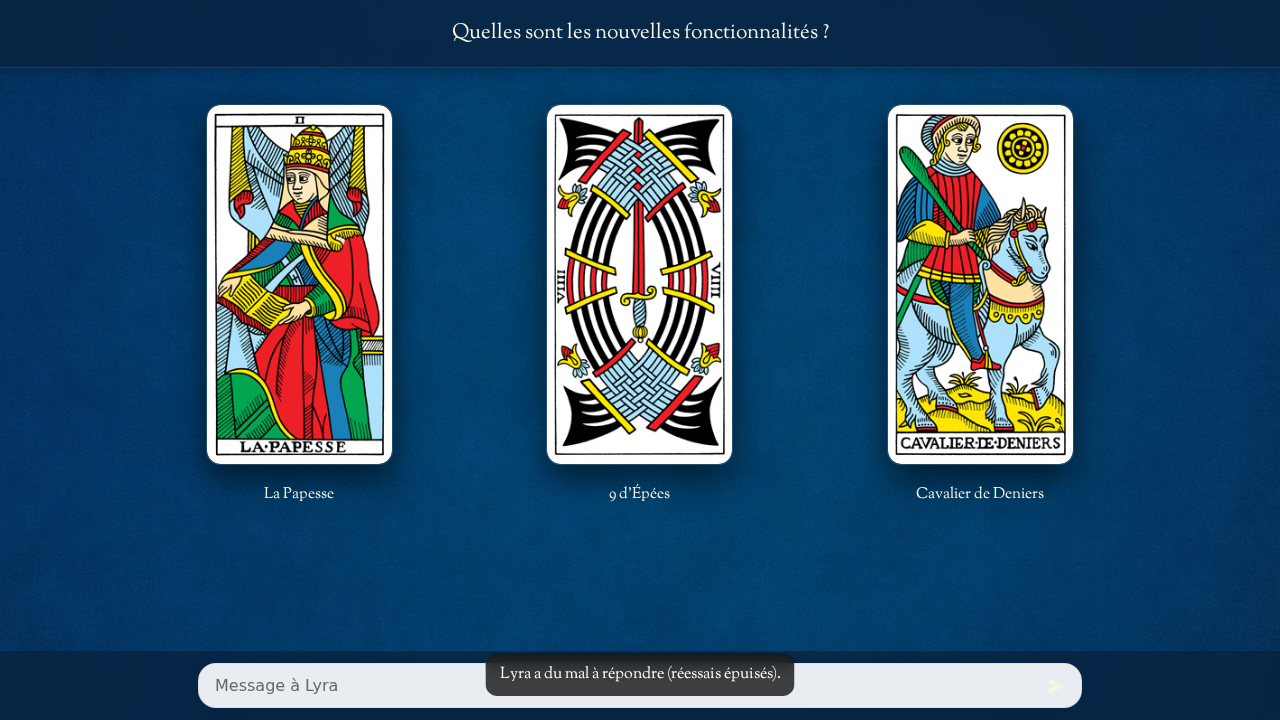 Quelles sont les nouvelles fonctionnalités ?
II
LA·PAPESSE
VIIII
VIIII
CAVALIER·DE·DENIERS
La Papesse
9 d’Épées
Cavalier de Deniers
Lyra a du mal à répondre (réessais épuisés).
Message à Lyra